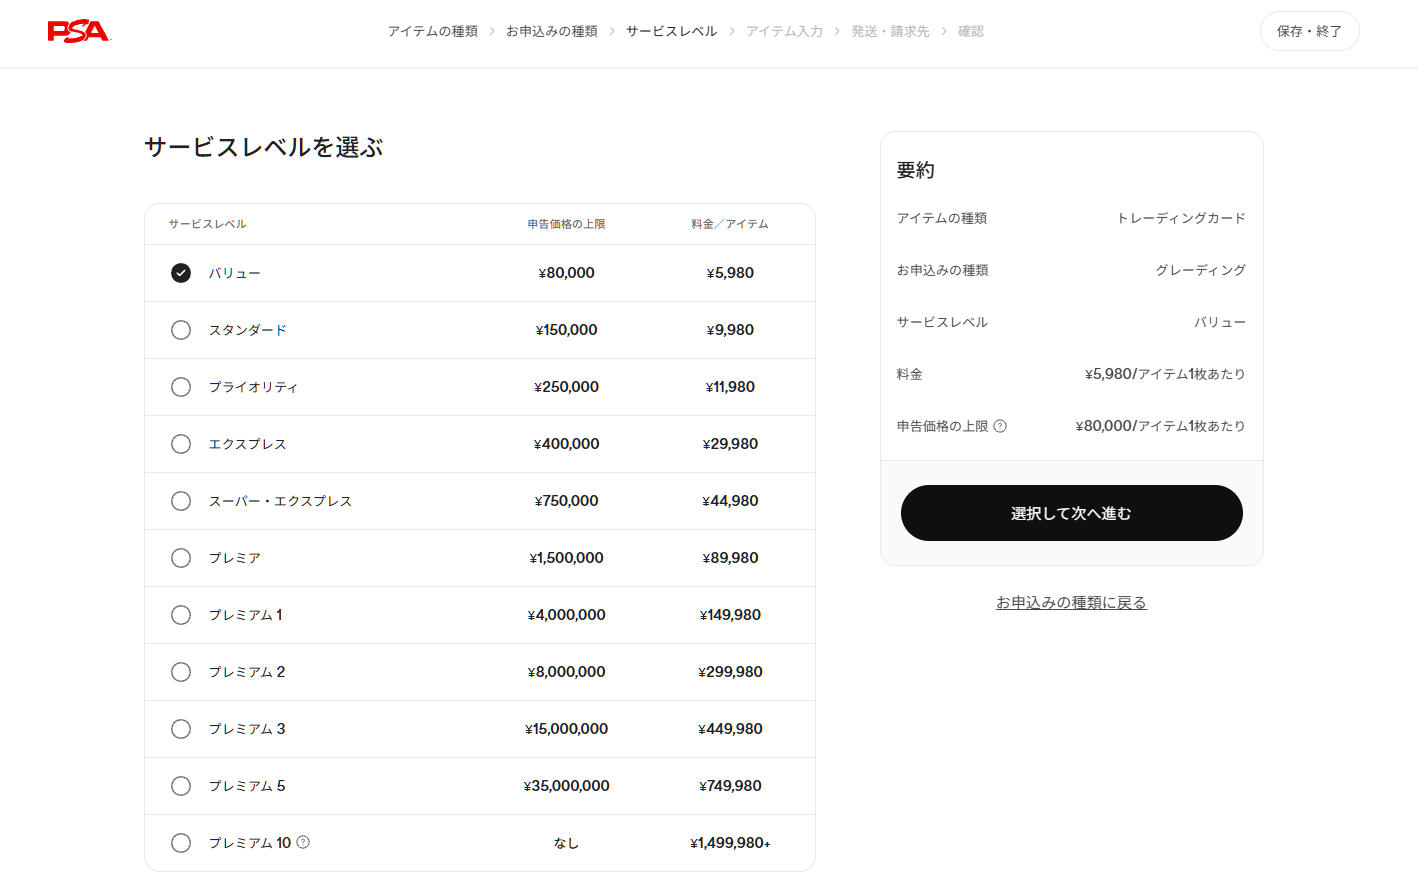 PSA
アイテムの種類 > お申込みの種類 > サービスレベル > アイテム入力 > 発送・請求先 > 確認
保存・終了
サービスレベルを選ぶ
サービスレベル 申告価格の上限 料金／アイテム
バリュー ¥80,000 ¥5,980
スタンダード ¥150,000 ¥9,980
プライオリティ ¥250,000 ¥11,980
エクスプレス ¥400,000 ¥29,980
スーパー・エクスプレス ¥750,000 ¥44,980
プレミア ¥1,500,000 ¥89,980
プレミアム 1 ¥4,000,000 ¥149,980
プレミアム 2 ¥8,000,000 ¥299,980
プレミアム 3 ¥15,000,000 ¥449,980
プレミアム 5 ¥35,000,000 ¥749,980
プレミアム 10 ? なし ¥1,499,980+
要約
アイテムの種類 トレーディングカード
お申込みの種類 グレーディング
サービスレベル バリュー
料金 ¥5,980/アイテム1枚あたり
申告価格の上限 ? ¥80,000/アイテム1枚あたり
選択して次へ進む
お申込みの種類に戻る